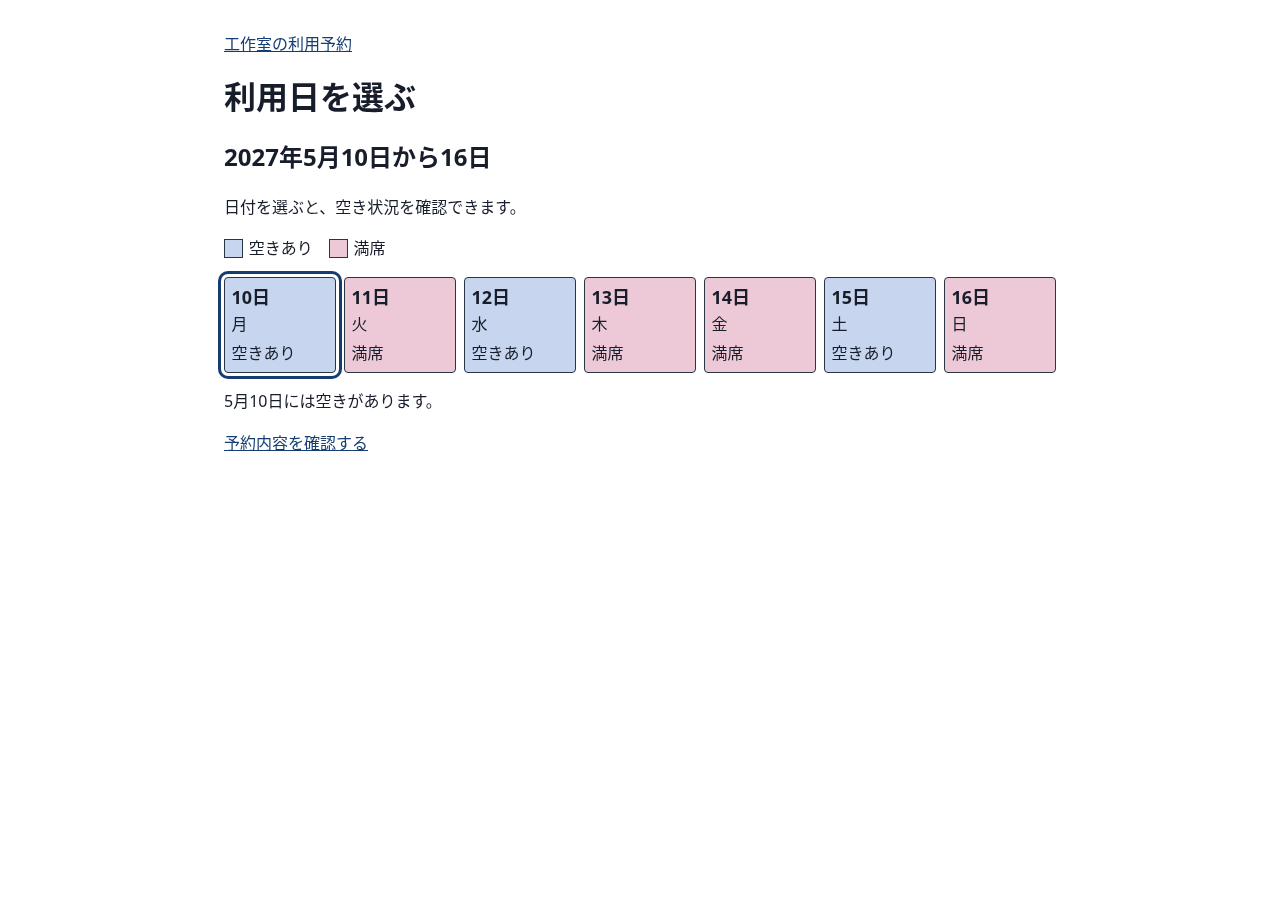 工作室の利用予約
利用日を選ぶ
2027年5月10日から16日
日付を選ぶと、空き状況を確認できます。
空きあり 満席
10日 11日 12日 13日 14日 15日 16日
月 火 水 木 金 土 日
空きあり 満席 空きあり 満席 満席 空きあり 満席
5月10日には空きがあります。
予約内容を確認する